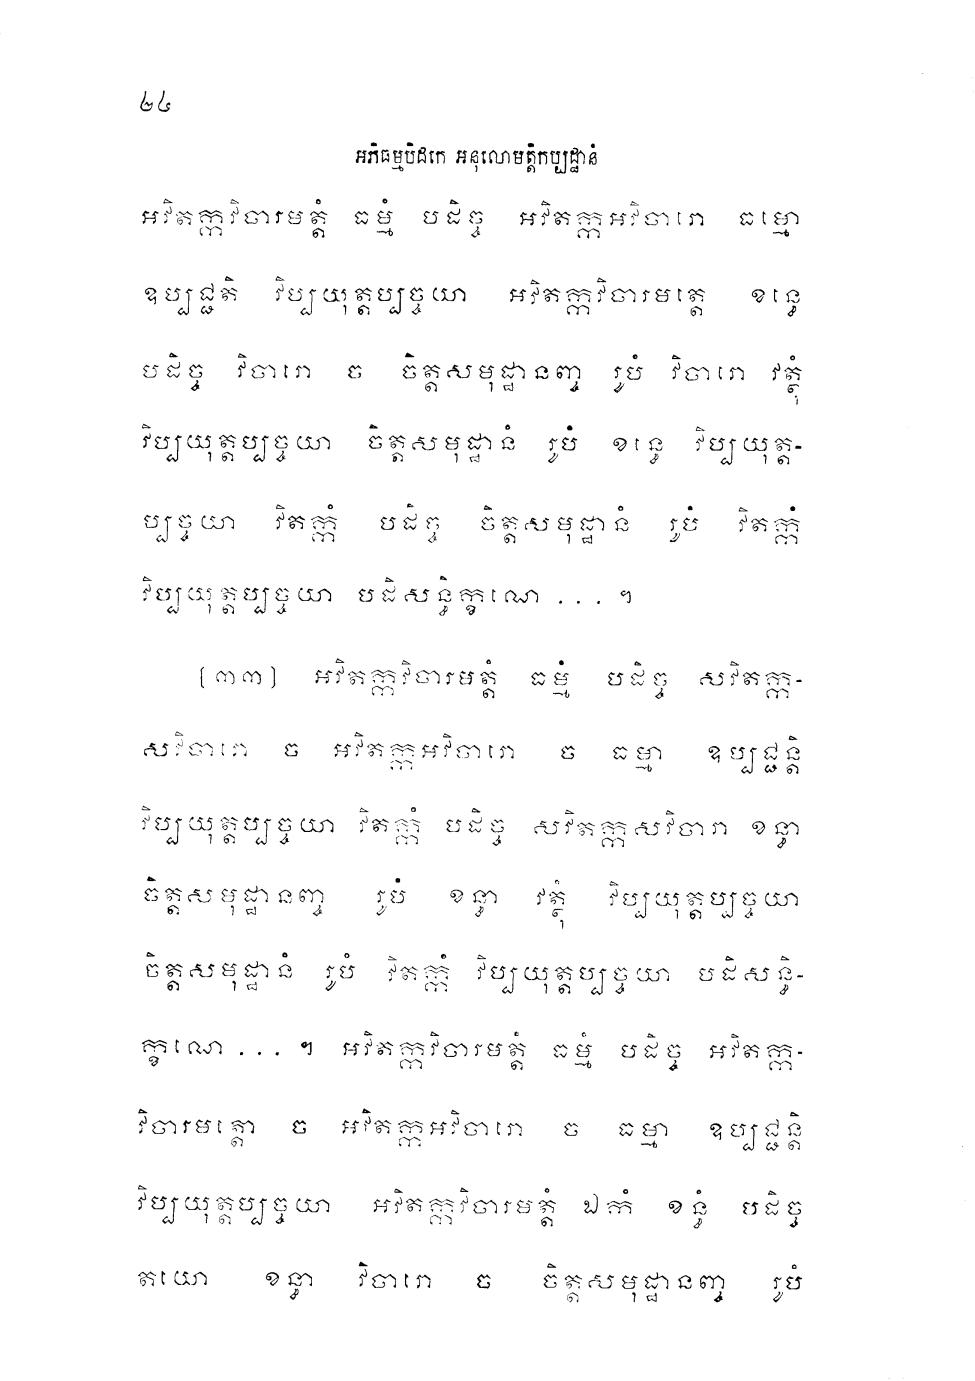 ២៤
អភិធម្មបិដកេ អនុលោមត្តិកប្បដ្ឋានំ
អវិតក្កវិចារមត្តំ ធម្មំ បដិច្ច អវិតក្កអវិចារោ ធម្មោ
ឧប្បជ្ជតិ វិប្បយុត្តប្បច្ចយា អវិតក្កវិចារមត្តេ ខន្ធេ
បដិច្ច វិចារោ ច ចិត្តសមុដ្ឋានញ្ច រូបំ វិចារោ វត្ថុំ
វិប្បយុត្តប្បច្ចយា ចិត្តសមុដ្ឋានំ រូបំ ខន្ធេ វិប្បយុត្ត-
ប្បច្ចយា វិតក្កំ បដិច្ច ចិត្តសមុដ្ឋានំ រូបំ វិតក្កំ
វិប្បយុត្តប្បច្ចយា បដិសន្ធិក្ខណេ ... ។
[៣៣] អវិតក្កវិចារមត្តំ ធម្មំ បដិច្ច សវិតក្ក-
សវិចារោ ច អវិតក្កអវិចារោ ច ធម្មា ឧប្បជ្ជន្តិ
វិប្បយុត្តប្បច្ចយា វិតក្កំ បដិច្ច សវិតក្កសវិចារា ខន្ធា
ចិត្តសមុដ្ឋានញ្ច រូបំ ខន្ធា វត្ថុំ វិប្បយុត្តប្បច្ចយា
ចិត្តសមុដ្ឋានំ រូបំ វិតក្កំ វិប្បយុត្តប្បច្ចយា បដិសន្ធិ-
ក្ខណេ ... ។ អវិតក្កវិចារមត្តំ ធម្មំ បដិច្ច អវិតក្ក-
វិចារមត្តោ ច អវិតក្កអវិចារោ ច ធម្មា ឧប្បជ្ជន្តិ
វិប្បយុត្តប្បច្ចយា អវិតក្កវិចារមត្តំ ឯកំ ខន្ធំ បដិច្ច
តយោ ខន្ធា វិចារោ ច ចិត្តសមុដ្ឋានញ្ច រូបំ